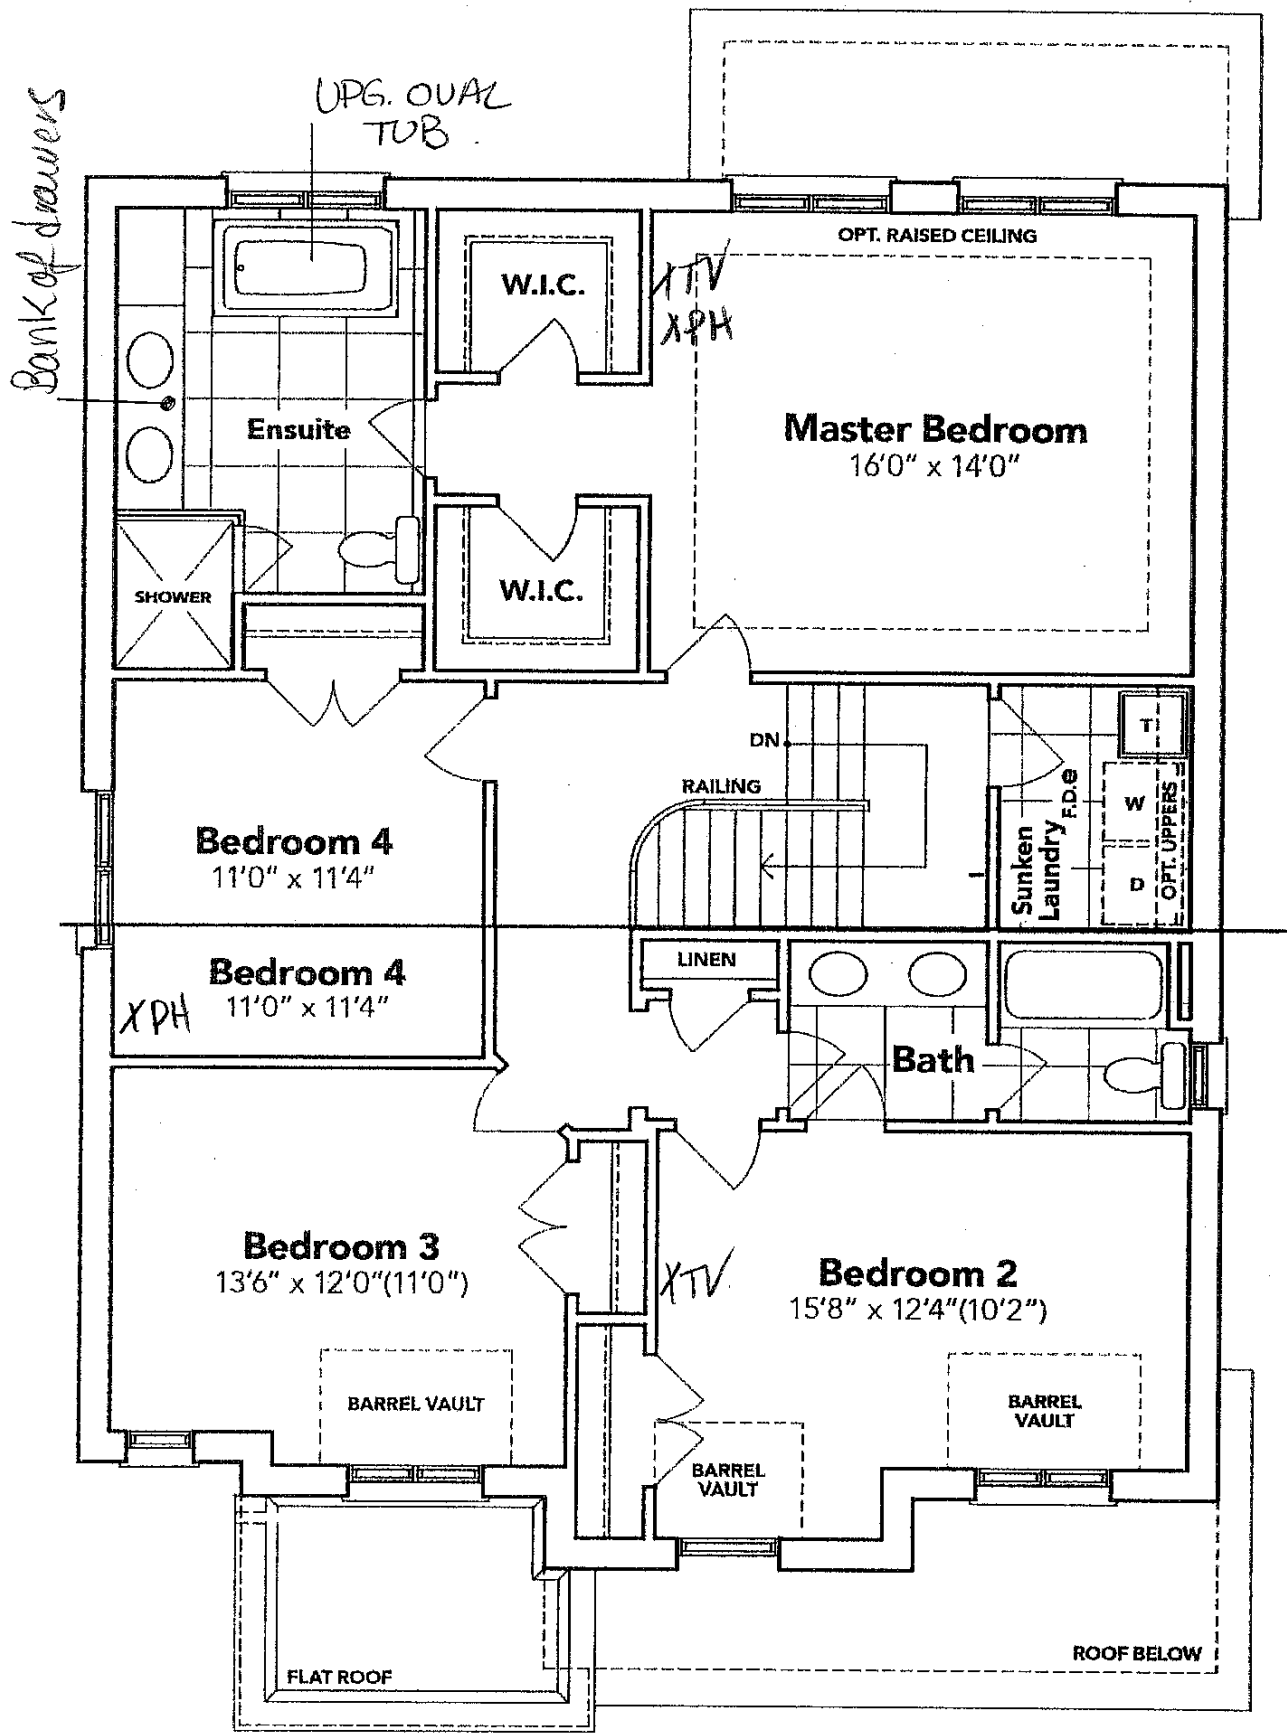 UPG. OVAL
TUB
Bank of drawers
OPT. RAISED CEILING
W.I.C.
XTV
XPH
Ensuite
Master Bedroom
16'0" x 14'0"
W.I.C.
SHOWER
T
DN
RAILING
F.D.
W
OPT. UPPERS
Sunken
Laundry
D
Bedroom 4
11'0" x 11'4"
LINEN
Bedroom 4
11'0" x 11'4"
XPH
Bath
Bedroom 3
13'6" x 12'0"(11'0")
XTV
Bedroom 2
15'8" x 12'4"(10'2")
BARREL VAULT
BARREL
VAULT
BARREL
VAULT
FLAT ROOF
ROOF BELOW